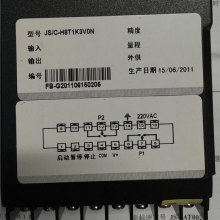 型号 JS/C-H8T1K3V0N 精度
输入 量程
输出 外供
编号 生产日期 15/06/2011
FB-G201106150205
P2 220VAC
启动 暂停 停止 COM V+ P1